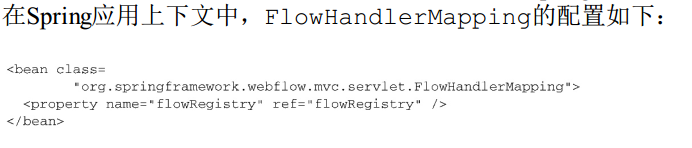 在Spring应用上下文中，FlowHandlerMapping的配置如下：
<bean class=
"org.springframework.webflow.mvc.servlet.FlowHandlerMapping">
<property name="flowRegistry" ref="flowRegistry" />
</bean>